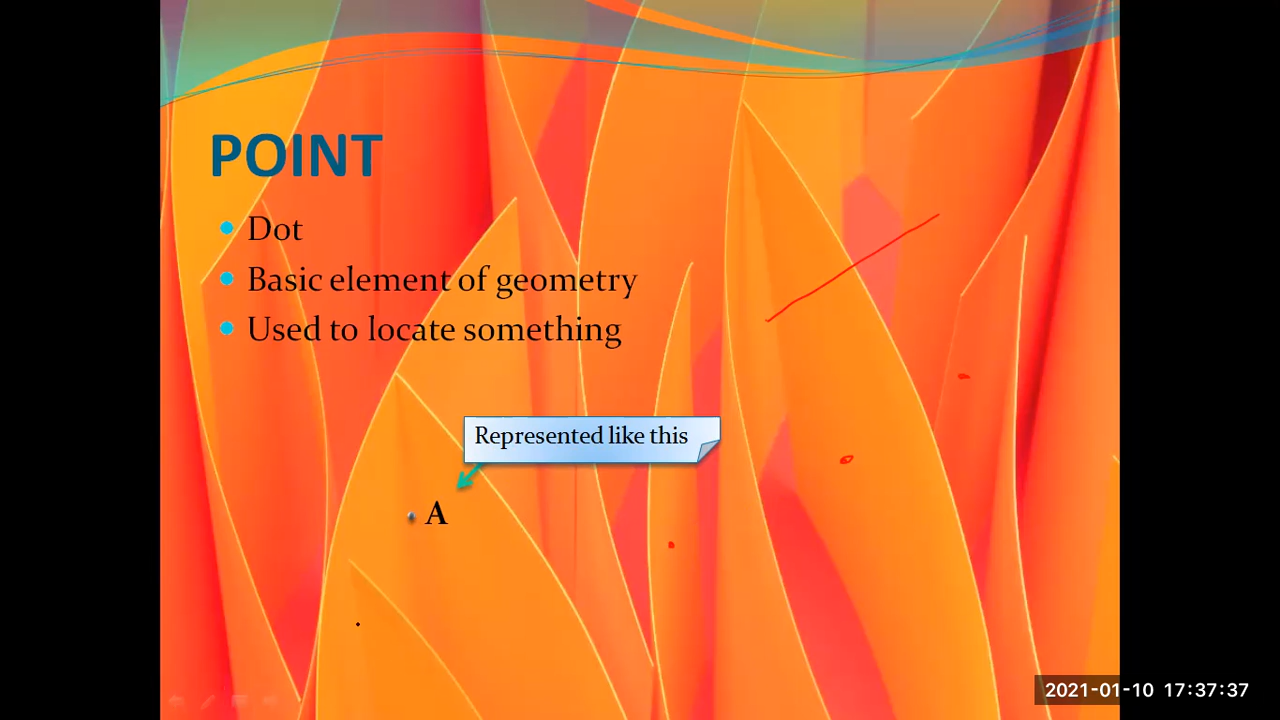 POINT
Dot
Basic element of geometry
Used to locate something
Represented like this
A
2021-01-10 17:37:37